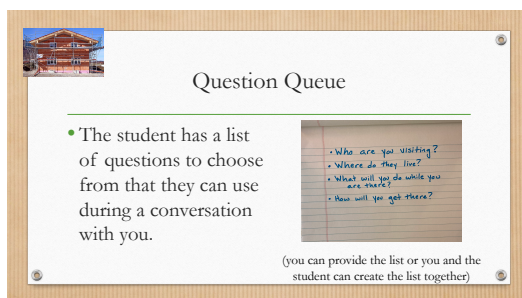 Question Queue
• The student has a list
of questions to choose
from that they can use
during a conversation
with you.
• Who are you visiting?
• Where do they live?
• What will you do while you
are there?
• How will you get there?
(you can provide the list or you and the
student can create the list together)